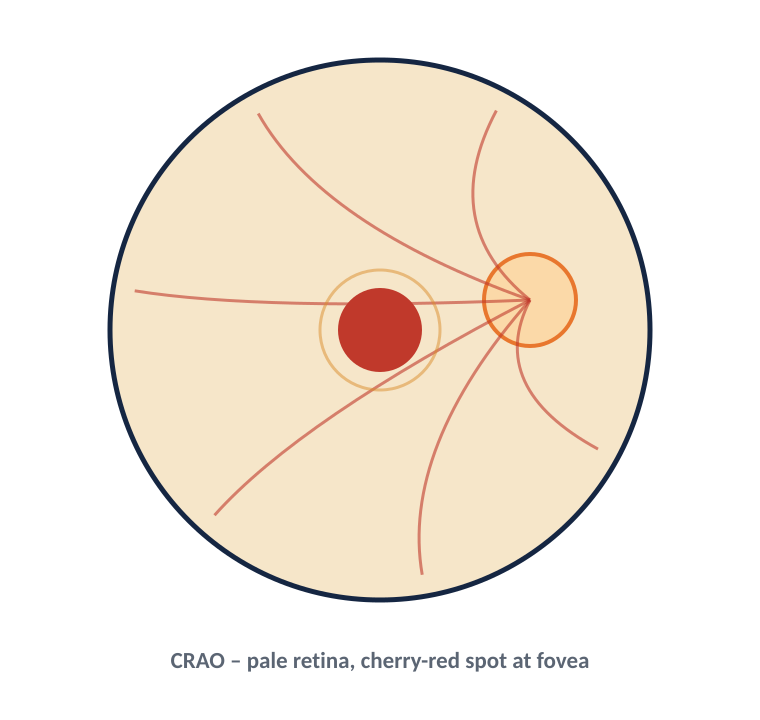 CRAO – pale retina, cherry-red spot at fovea